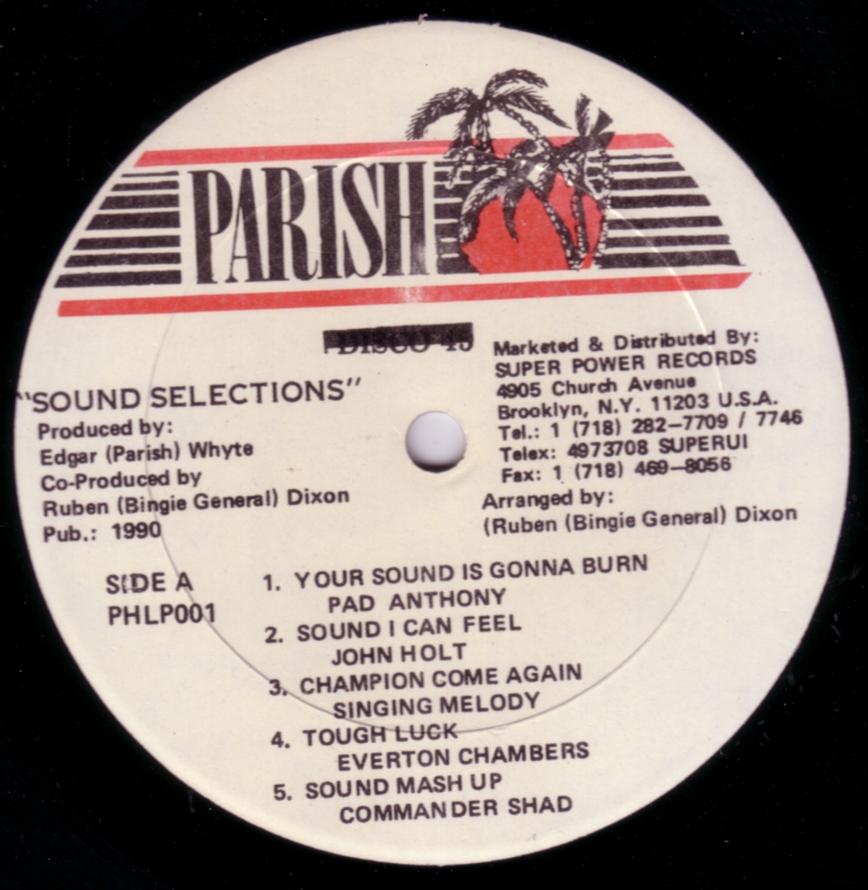 PARISH
DISCO 45
"SOUND SELECTIONS"
Produced by:
Edgar (Parish) Whyte
Co-Produced by
Ruben (Bingie General) Dixon
Pub.: 1990
Marketed & Distributed By:
SUPER POWER RECORDS
4905 Church Avenue
Brooklyn, N.Y. 11203 U.S.A.
Tel.: 1 (718) 282-7709 / 7746
Telex: 4973708 SUPERUI
Fax: 1 (718) 469-8056
Arranged by:
(Ruben (Bingie General) Dixon
SIDE A
PHLP001
1. YOUR SOUND IS GONNA BURN
PAD ANTHONY
2. SOUND I CAN FEEL
JOHN HOLT
3. CHAMPION COME AGAIN
SINGING MELODY
4. TOUGH LUCK
EVERTON CHAMBERS
5. SOUND MASH UP
COMMANDER SHAD